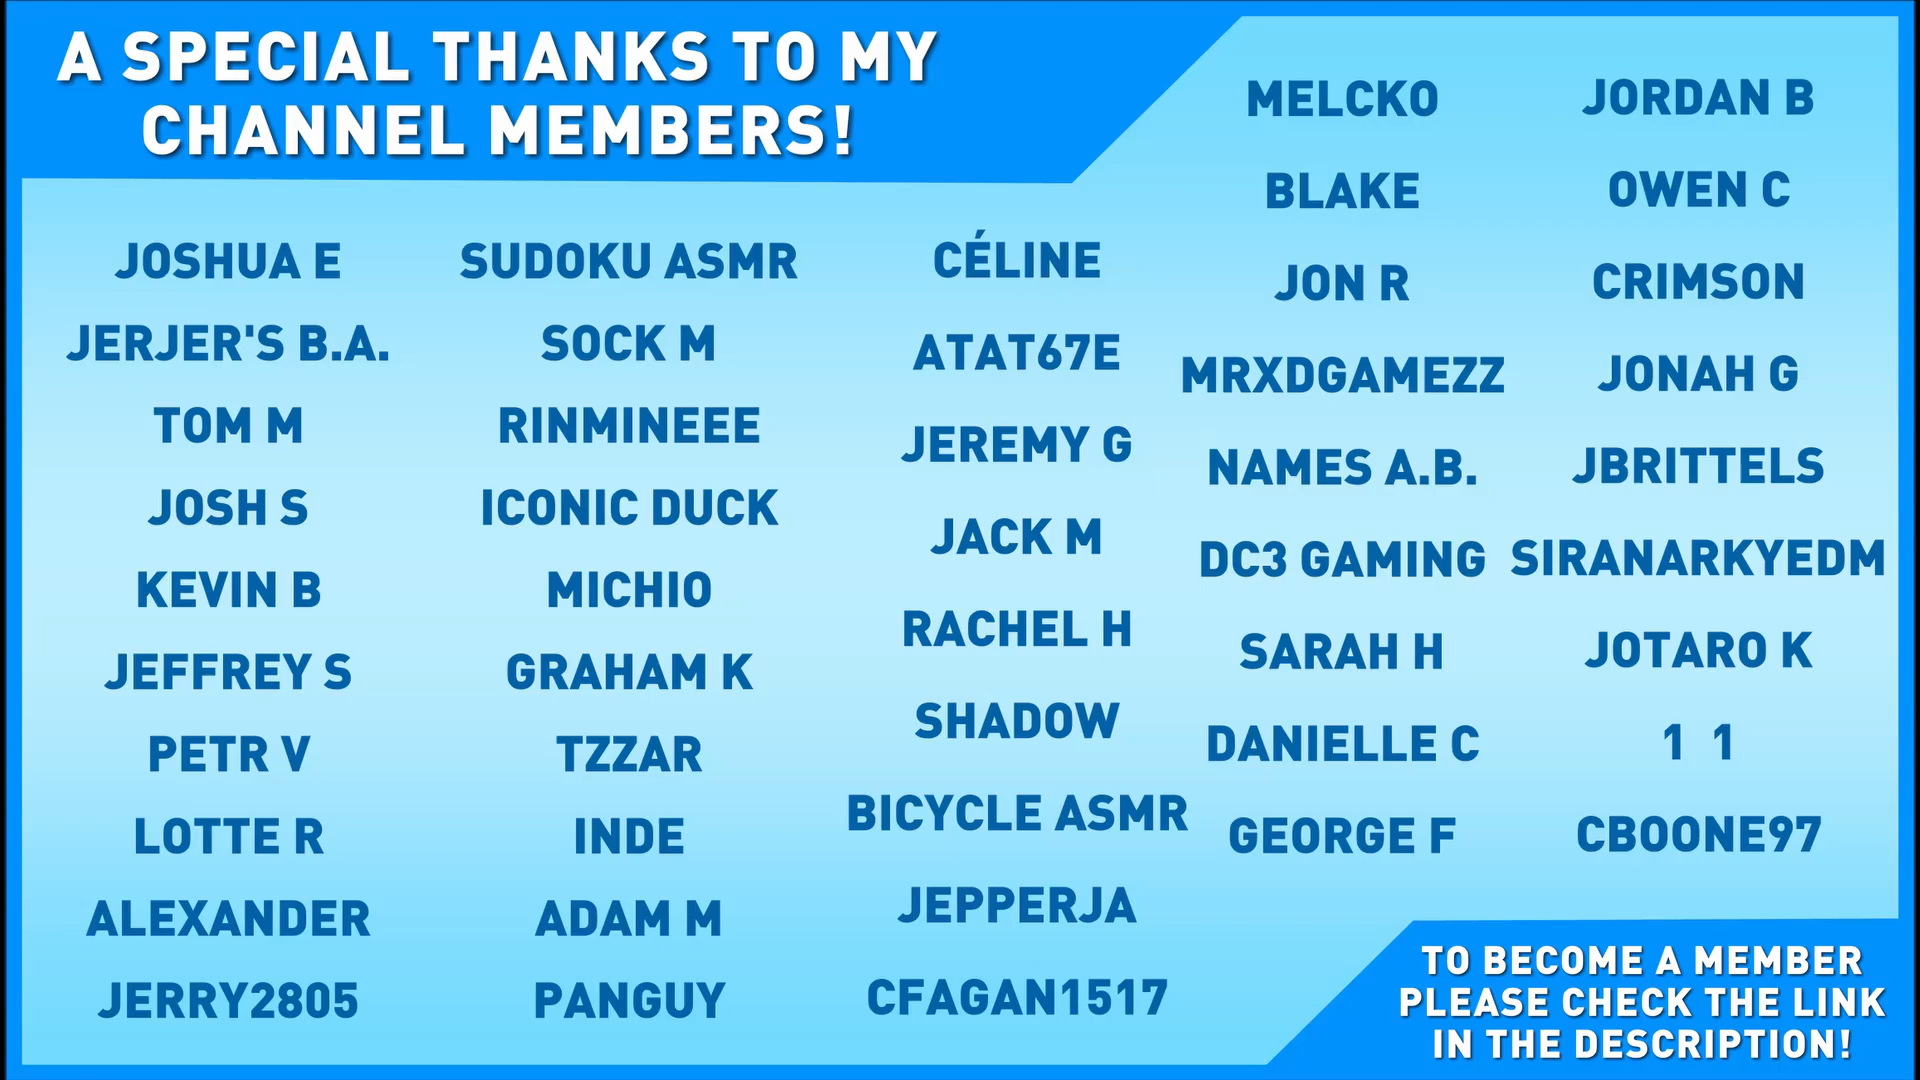 A SPECIAL THANKS TO MY
CHANNEL MEMBERS!
JOSHUA E
JERJER'S B.A.
TOM M
JOSH S
KEVIN B
JEFFREY S
PETR V
LOTTE R
ALEXANDER
JERRY2805
SUDOKU ASMR
SOCK M
RINMINEEE
ICONIC DUCK
MICHIO
GRAHAM K
TZZAR
INDE
ADAM M
PANGUY
CÉLINE
ATAT67E
JEREMY G
JACK M
RACHEL H
SHADOW
BICYCLE ASMR
JEPPERJA
CFAGAN1517
MELCKO
BLAKE
JON R
MRXDGAMEZZ
NAMES A.B.
DC3 GAMING
SARAH H
DANIELLE C
GEORGE F
JORDAN B
OWEN C
CRIMSON
JONAH G
JBRITTELS
SIRANARKYEDM
JOTARO K
1 1
CBOONE97
TO BECOME A MEMBER
PLEASE CHECK THE LINK
IN THE DESCRIPTION!